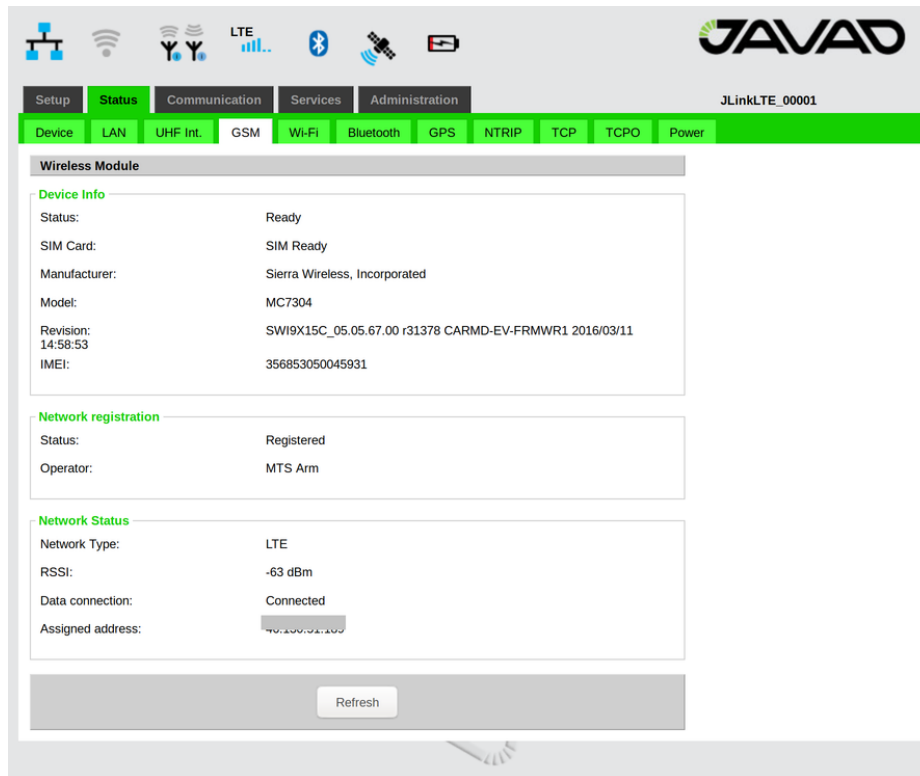 LTE
JAVAD
Setup Status Communication Services Administration JLinkLTE_00001
Device LAN UHF Int. GSM Wi-Fi Bluetooth GPS NTRIP TCP TCPO Power
Wireless Module
Device Info
Status: Ready
SIM Card: SIM Ready
Manufacturer: Sierra Wireless, Incorporated
Model: MC7304
Revision: SWI9X15C_05.05.67.00 r31378 CARMD-EV-FRMWR1 2016/03/11
14:58:53
IMEI: 356853050045931
Network registration
Status: Registered
Operator: MTS Arm
Network Status
Network Type: LTE
RSSI: -63 dBm
Data connection: Connected
Assigned address:
Refresh